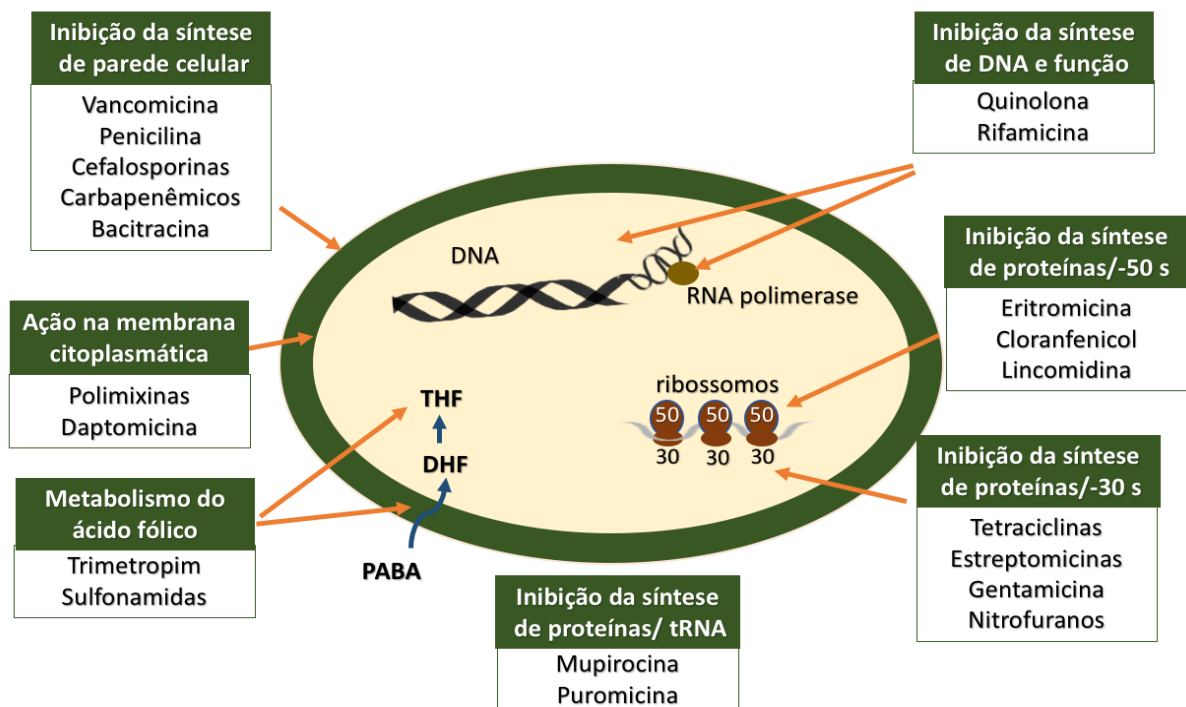 Inibição da síntese
de parede celular
Vancomicina
Penicilina
Cefalosporinas
Carbapenêmicos
Bacitracina
Inibição da síntese
de DNA e função
Quinolona
Rifamicina
DNA
RNA polimerase
Inibição da síntese
de proteínas/-50 s
Eritromicina
Cloranfenicol
Lincomidina
Ação na membrana
citoplasmática
Polimixinas
Daptomicina
THF
DHF
PABA
ribossomos
50 50 50
30 30 30
Metabolismo do
ácido fólico
Trimetropim
Sulfonamidas
Inibição da síntese
de proteínas/-30 s
Tetraciclinas
Estreptomicinas
Gentamicina
Nitrofuranos
Inibição da síntese
de proteínas/ tRNA
Mupirocina
Puromicina